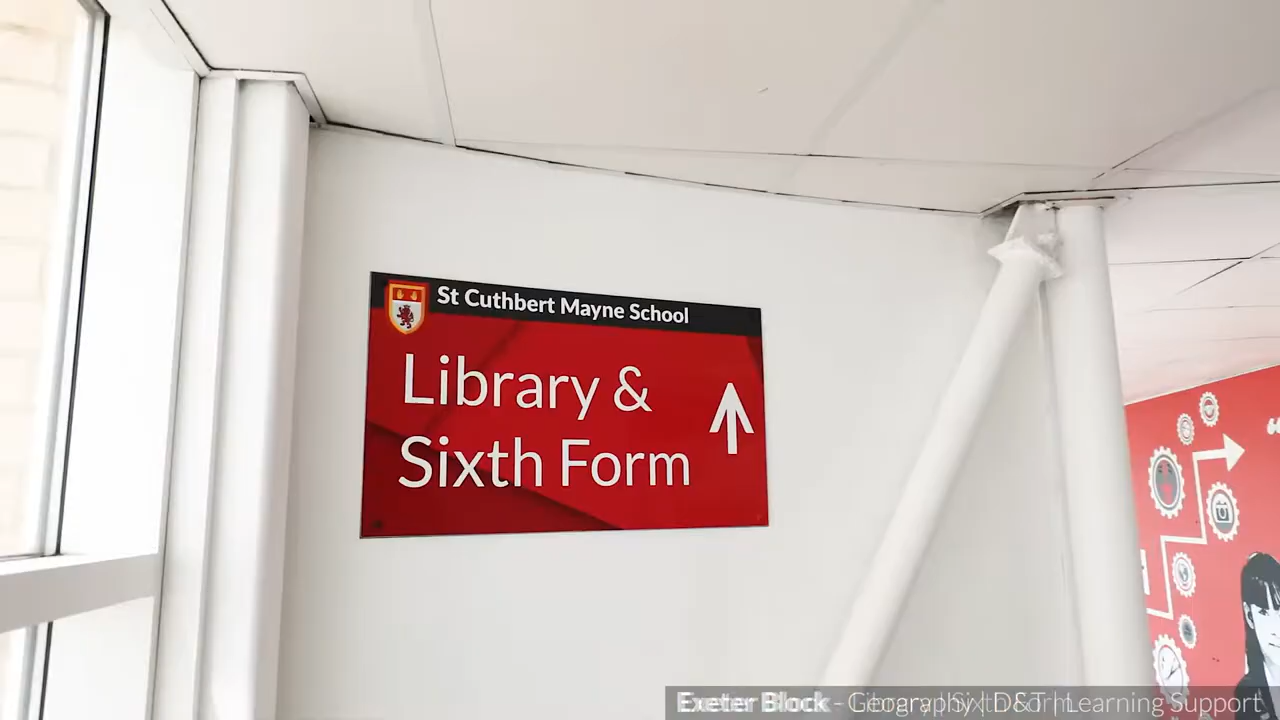 St Cuthbert Mayne School
Library &
Sixth Form
Exeter Block - | D&T | Learning Support